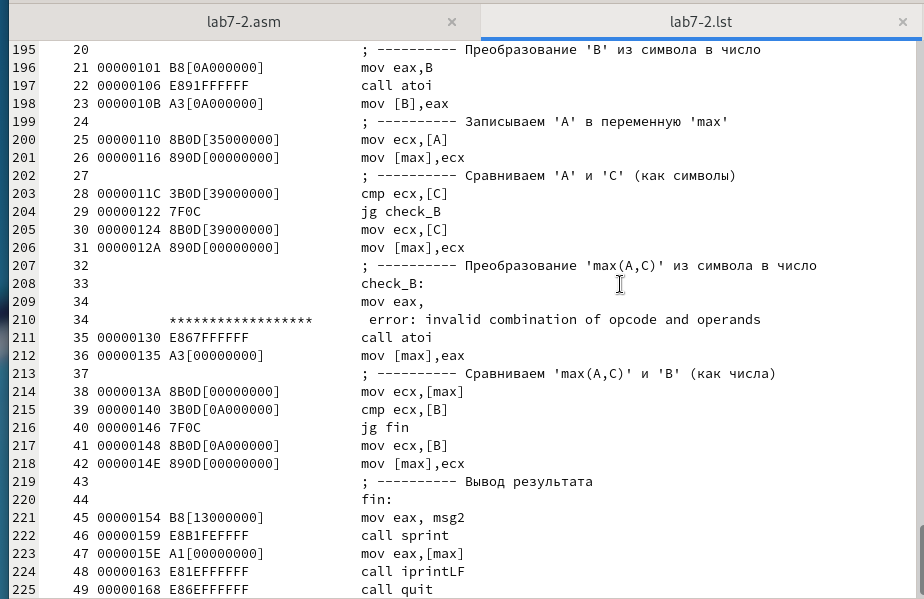 lab7-2.asm × lab7-2.lst ×
195 20 ; ---------- Преобразование 'B' из символа в число
196 21 00000101 B8[0A000000] mov eax,B
197 22 00000106 E891FFFFFF call atoi
198 23 0000010B A3[0A000000] mov [B],eax
199 24 ; ---------- Записываем 'A' в переменную 'max'
200 25 00000110 8B0D[35000000] mov ecx,[A]
201 26 00000116 890D[00000000] mov [max],ecx
202 27 ; ---------- Сравниваем 'A' и 'C' (как символы)
203 28 0000011C 3B0D[39000000] cmp ecx,[C]
204 29 00000122 7F0C jg check_B
205 30 00000124 8B0D[39000000] mov ecx,[C]
206 31 0000012A 890D[00000000] mov [max],ecx
207 32 ; ---------- Преобразование 'max(A,C)' из символа в число
208 33 check_B:
209 34 mov eax,
210 34 ****************** error: invalid combination of opcode and operands
211 35 00000130 E867FFFFFF call atoi
212 36 00000135 A3[00000000] mov [max],eax
213 37 ; ---------- Сравниваем 'max(A,C)' и 'B' (как числа)
214 38 0000013A 8B0D[00000000] mov ecx,[max]
215 39 00000140 3B0D[0A000000] cmp ecx,[B]
216 40 00000146 7F0C jg fin
217 41 00000148 8B0D[0A000000] mov ecx,[B]
218 42 0000014E 890D[00000000] mov [max],ecx
219 43 ; ---------- Вывод результата
220 44 fin:
221 45 00000154 B8[13000000] mov eax, msg2
222 46 00000159 E8B1FEFFFF call sprint
223 47 0000015E A1[00000000] mov eax,[max]
224 48 00000163 E81EFFFFFF call iprintLF
225 49 00000168 E86EFFFFFF call quit